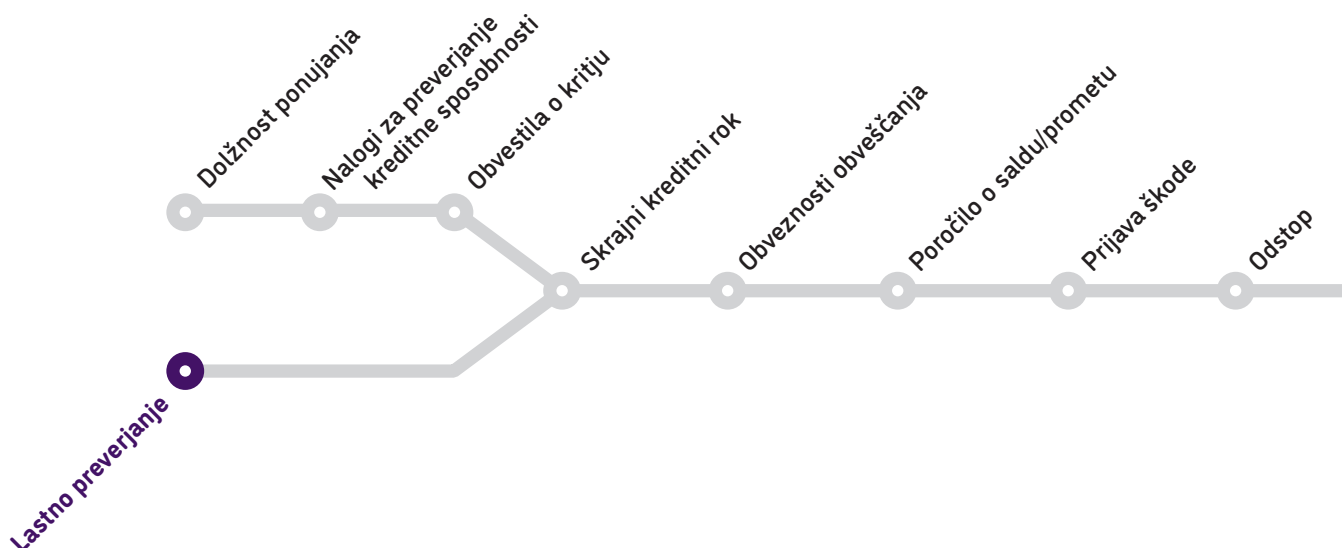 Dolžnost ponujanja
Nalogi za preverjanje
kreditne sposobnosti
Obvestila o kritju
Skrajni kreditni rok
Obveznosti obveščanja
Poročilo o saldu/prometu
Prijava škode
Odstop
Lastno preverjanje